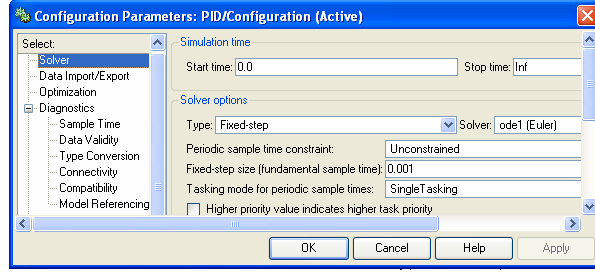 Configuration Parameters: PID/Configuration (Active)
Select:
Solver
Data Import/Export
Optimization
Diagnostics
Sample Time
Data Validity
Type Conversion
Connectivity
Compatibility
Model Referencing
Simulation time
Start time: 0.0 Stop time: Inf
Solver options
Type: Fixed-step Solver: ode1 (Euler)
Periodic sample time constraint: Unconstrained
Fixed-step size (fundamental sample time): 0.001
Tasking mode for periodic sample times: SingleTasking
Higher priority value indicates higher task priority
OK Cancel Help Apply